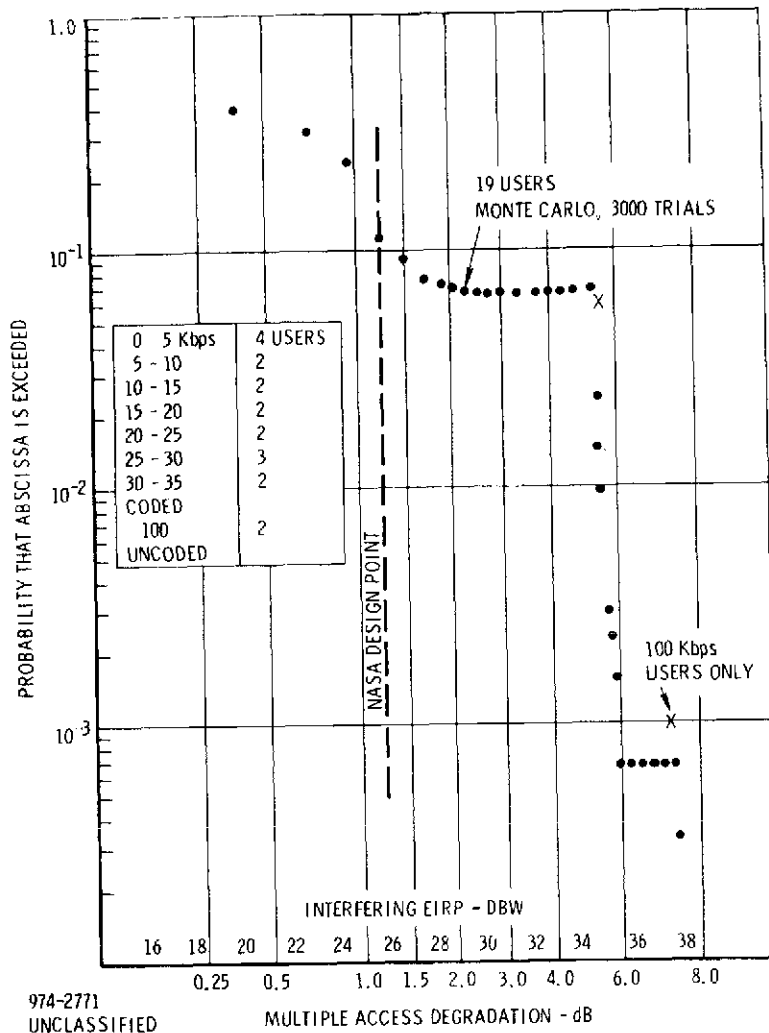 1.0
10-1
10-2
10-3
PROBABILITY THAT ABSCISSA IS EXCEEDED
19 USERS
MONTE CARLO, 3000 TRIALS
0 5 Kbps 4 USERS
5 - 10 2
10 - 15 2
15 - 20 2
20 - 25 2
25 - 30 3
30 - 35 2
CODED
100 2
UNCODED
NASA DESIGN POINT
X
100 Kbps
USERS ONLY
X
INTERFERING EIRP - DBW
16 18 20 22 24 26 28 30 32 34 36 38
0.25 0.5 1.0 1.5 2.0 3.0 4.0 6.0 8.0
MULTIPLE ACCESS DEGRADATION - dB
974-2771
UNCLASSIFIED